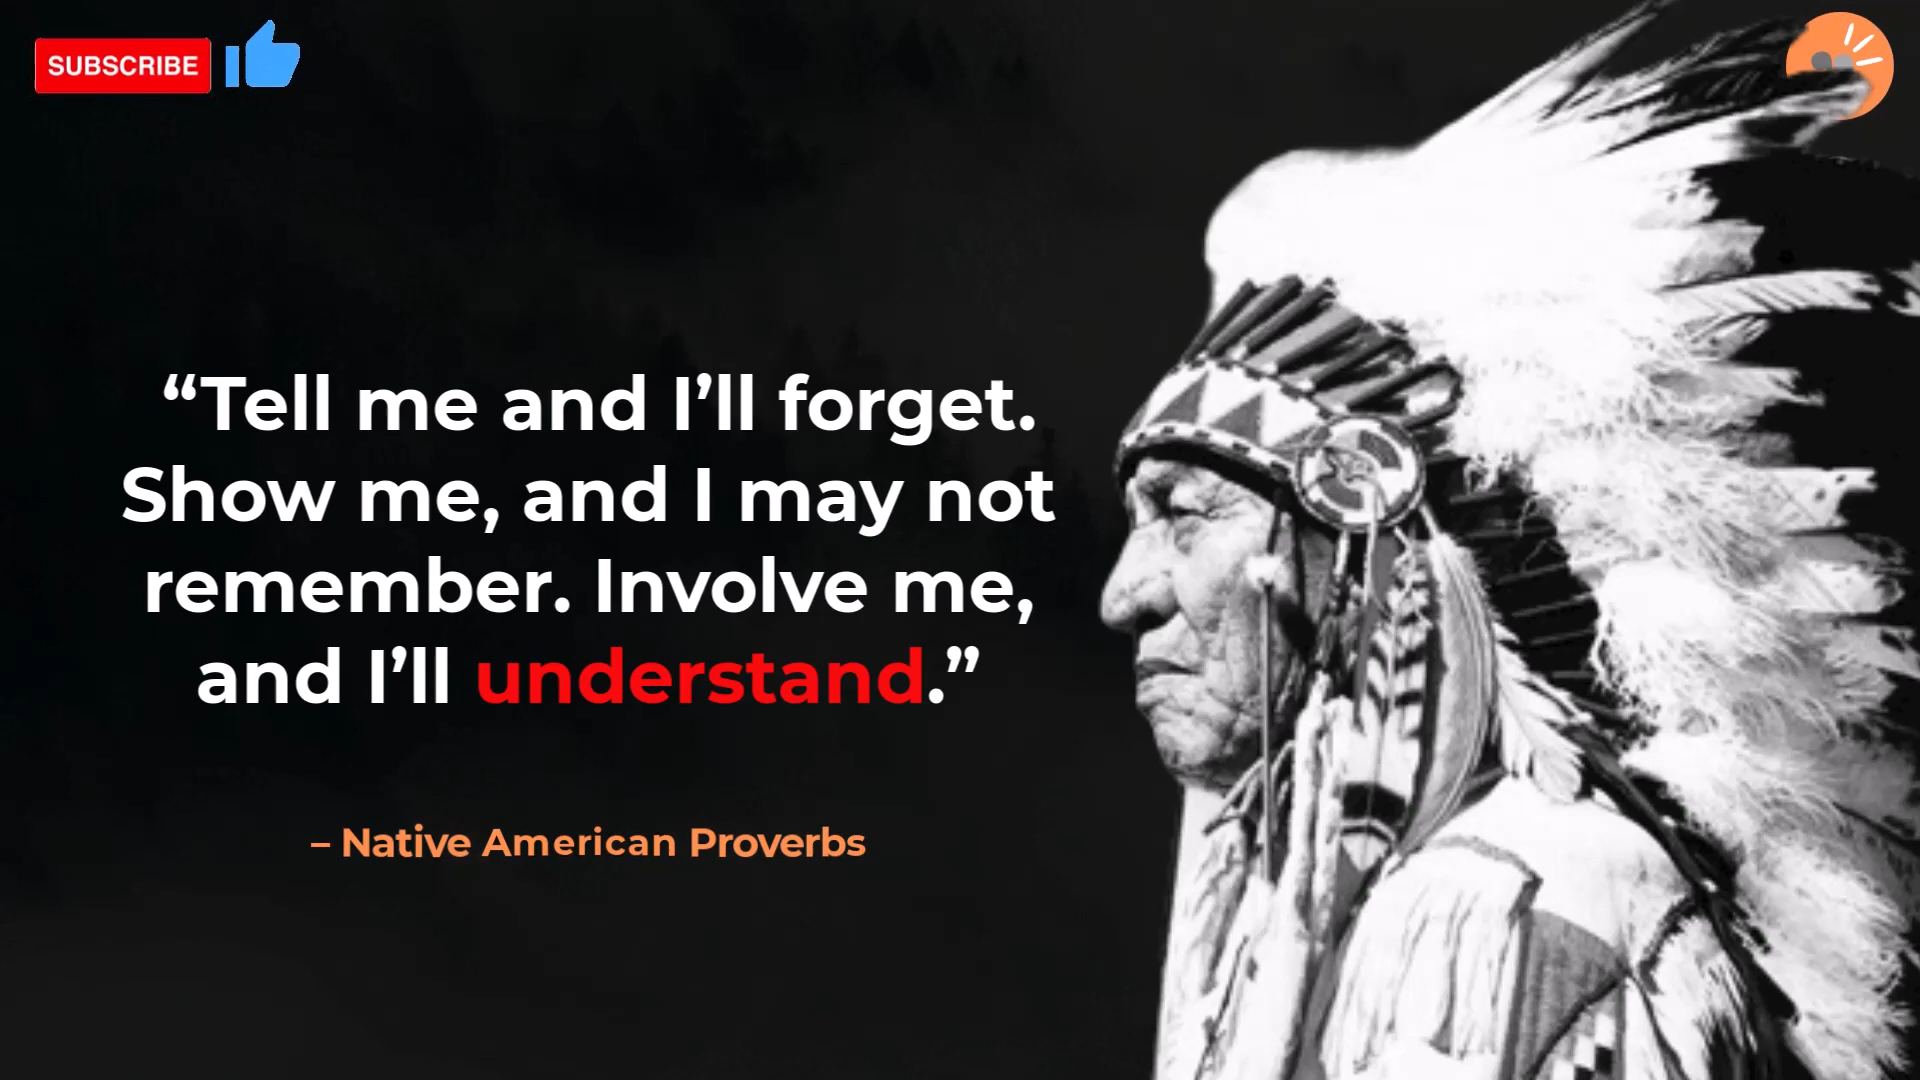 SUBSCRIBE
“Tell me and I’ll forget.
Show me, and I may not
remember. Involve me,
and I’ll understand.”
– Native American Proverbs